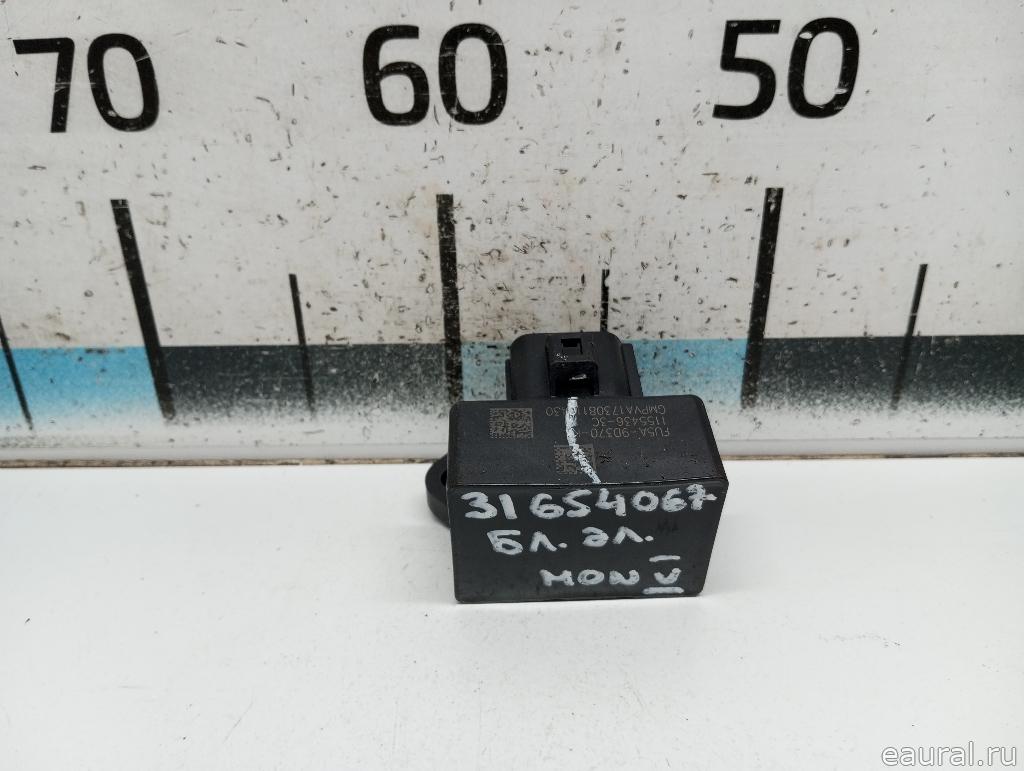 70 60 50
FU5A-9D370-
1155436-3C
31654067
Бл. эл.
MON V
eaural.ru